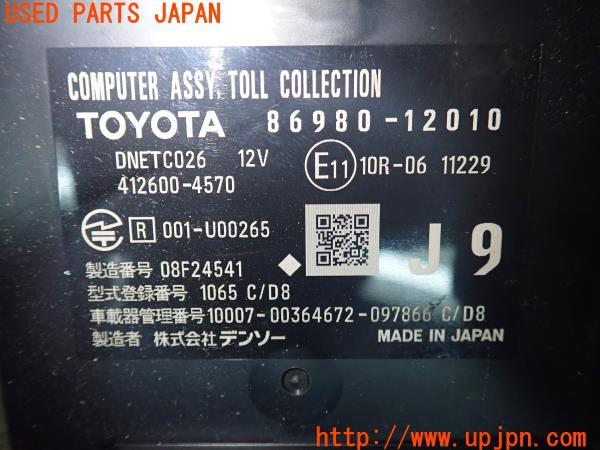 USED PARTS JAPAN
COMPUTER ASSY, TOLL COLLECTION
TOYOTA 86980-12010
DNETC026 12V
412600-4570
E11 10R-06 11229
R 001-U00265
J9
製造番号 08F24541
型式登録番号 1065 C/D8
車載器管理番号 10007-00364672-097866 C/D8
製造者 株式会社デンソー MADE IN JAPAN
http://www.upjpn.com